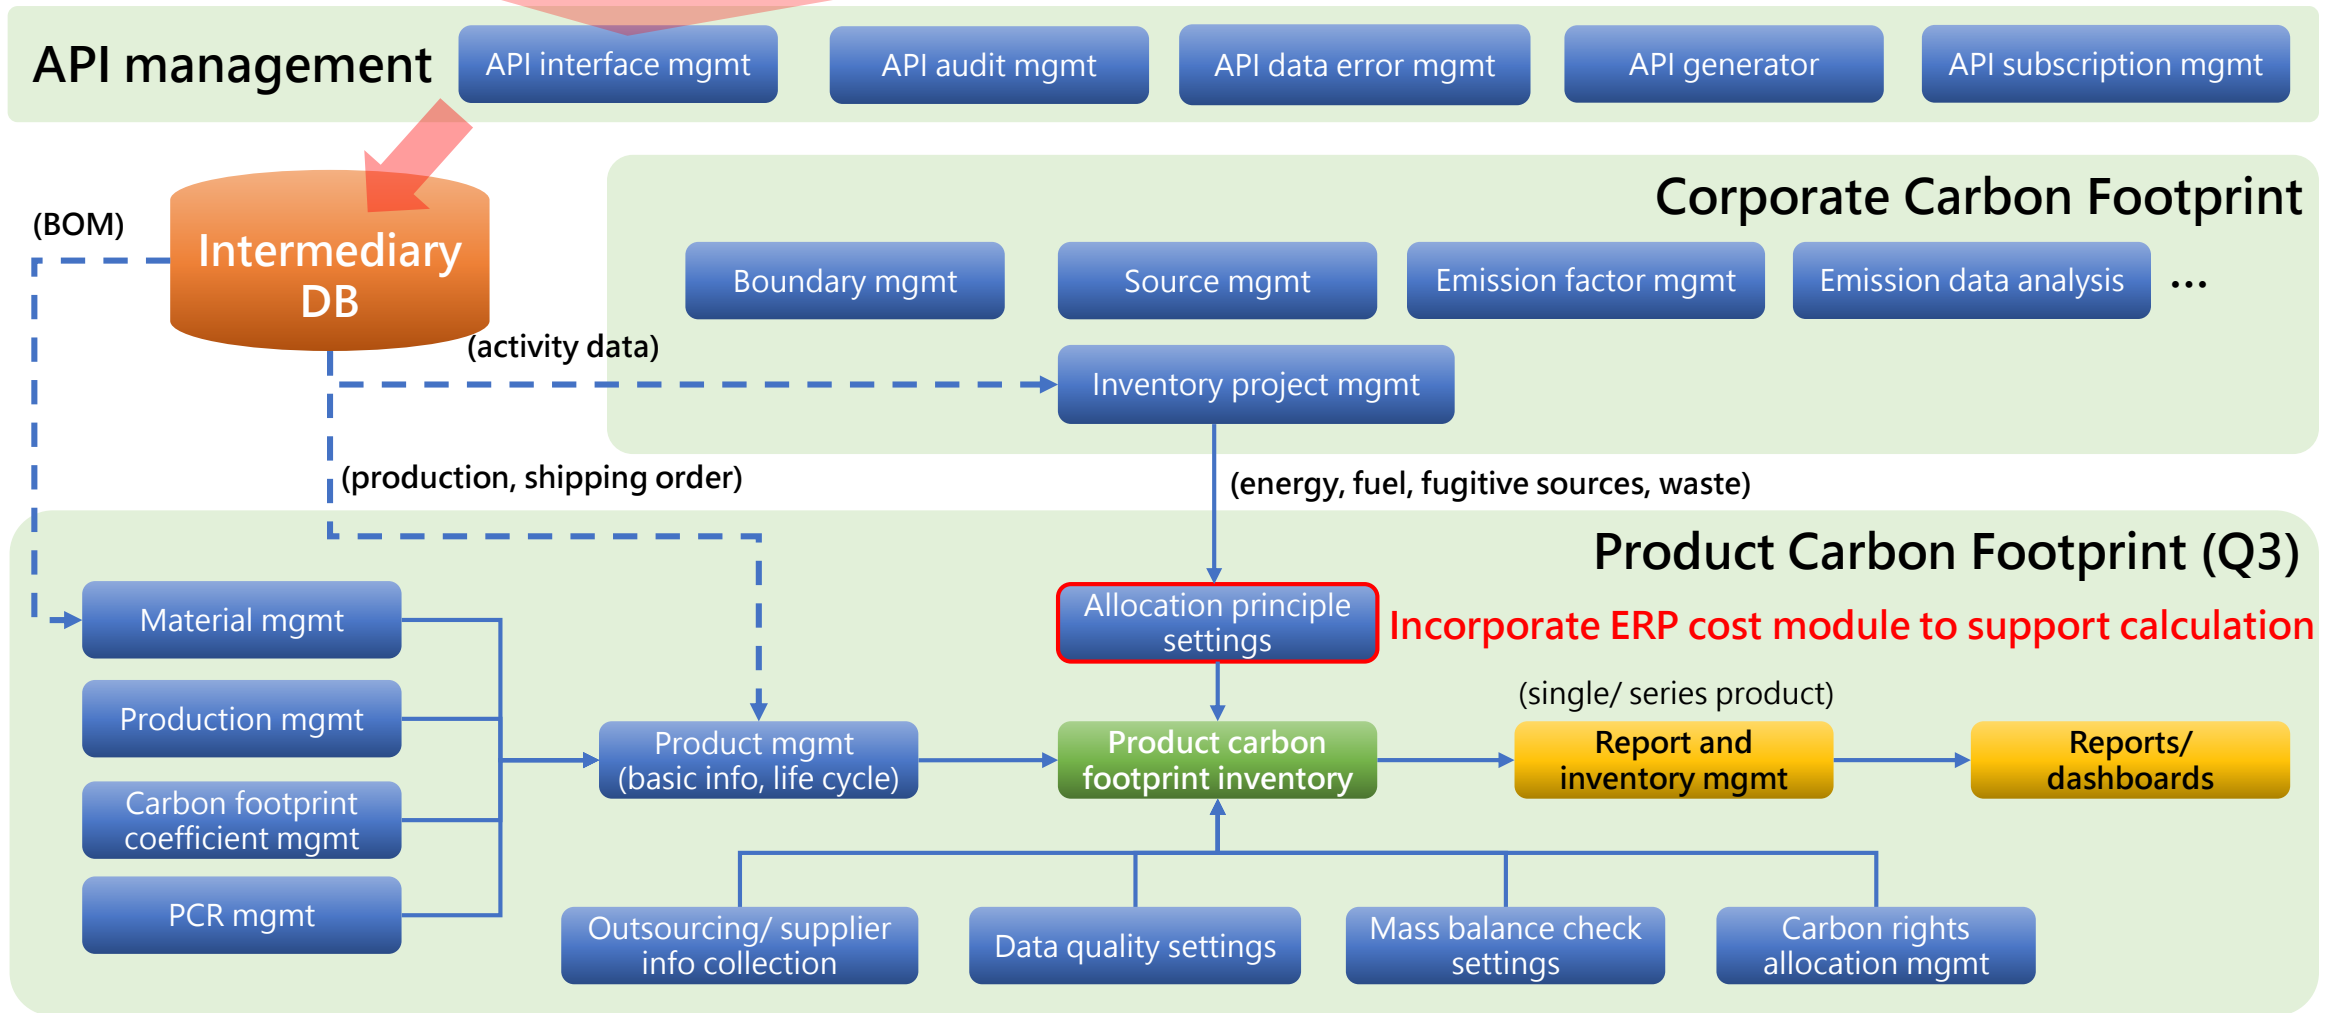 API management
API interface mgmt
API audit mgmt
API data error mgmt
API generator
API subscription mgmt
Corporate Carbon Footprint
(BOM)
Intermediary
DB
Boundary mgmt
Source mgmt
Emission factor mgmt
Emission data analysis
...
(activity data)
Inventory project mgmt
(production, shipping order)
(energy, fuel, fugitive sources, waste)
Product Carbon Footprint (Q3)
Allocation principle
settings
Incorporate ERP cost module to support calculation
Material mgmt
Production mgmt
Carbon footprint
coefficient mgmt
PCR mgmt
Product mgmt
(basic info, life cycle)
Product carbon
footprint inventory
(single/ series product)
Report and
inventory mgmt
Reports/
dashboards
Outsourcing/ supplier
info collection
Data quality settings
Mass balance check
settings
Carbon rights
allocation mgmt